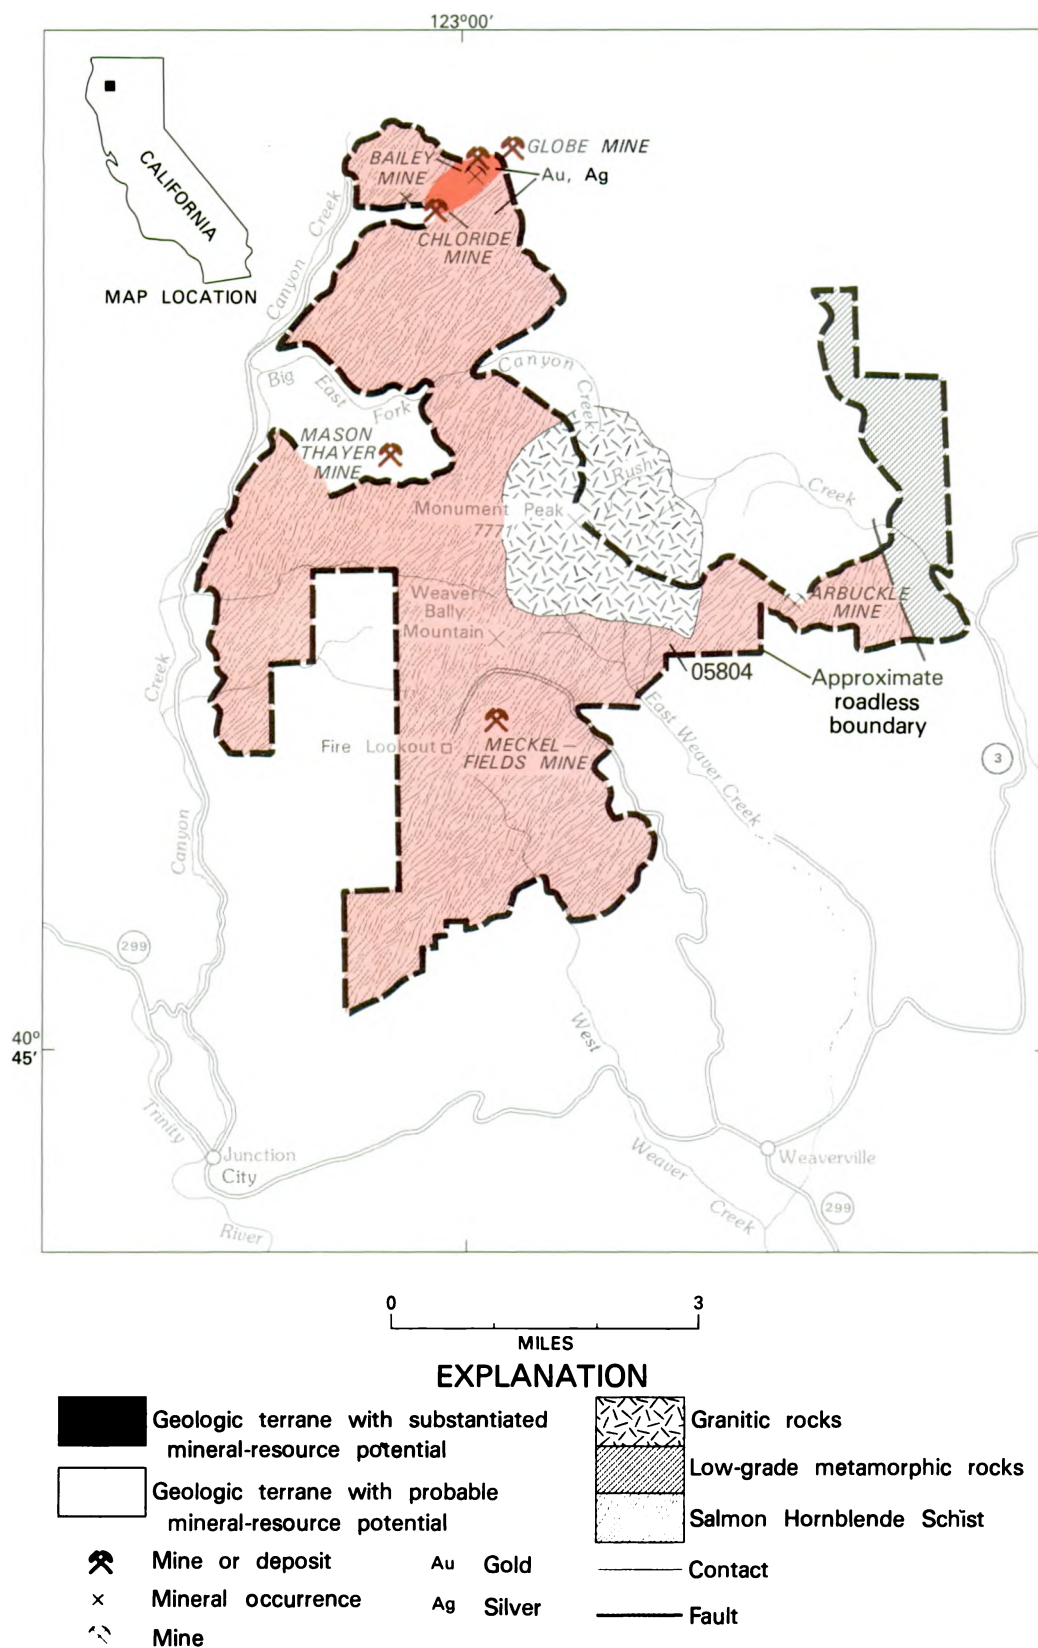 123°00'
CALIFORNIA
MAP LOCATION
BAILEY
MINE
GLOBE MINE
Au, Ag
CHLORIDE
MINE
Canyon Creek
Big East Fork
Canyon Creek
MASON
THAYER
MINE
Rush Creek
Monument Peak
7771
Weaver
Bally
Mountain
ARBUCKLE
MINE
05804
Approximate
roadless
boundary
Canyon Creek
Fire Lookout
MECKEL—
FIELDS MINE
East Weaver Creek
3
299
40°
45'
West Weaver Creek
Trinity River
Junction
City
Weaverville
299
0 3
MILES
EXPLANATION
Geologic terrane with substantiated
mineral-resource potential
Geologic terrane with probable
mineral-resource potential
Mine or deposit
Mineral occurrence
Mine
Au Gold
Ag Silver
Granitic rocks
Low-grade metamorphic rocks
Salmon Hornblende Schist
Contact
Fault